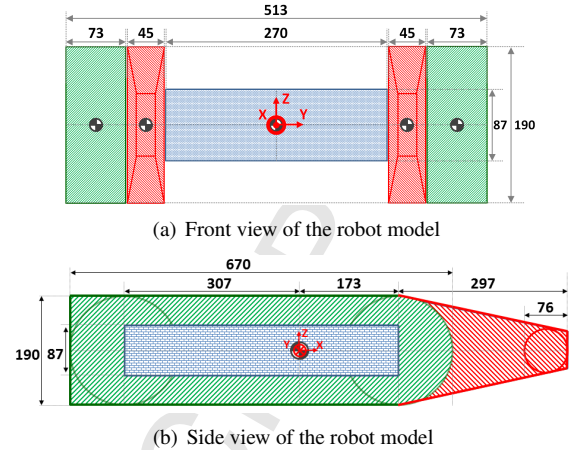 513
73 45 270 45 73
Z
X Y
87 190
(a) Front view of the robot model
670
307 173 297
76
Z
Y X
190 87
(b) Side view of the robot model